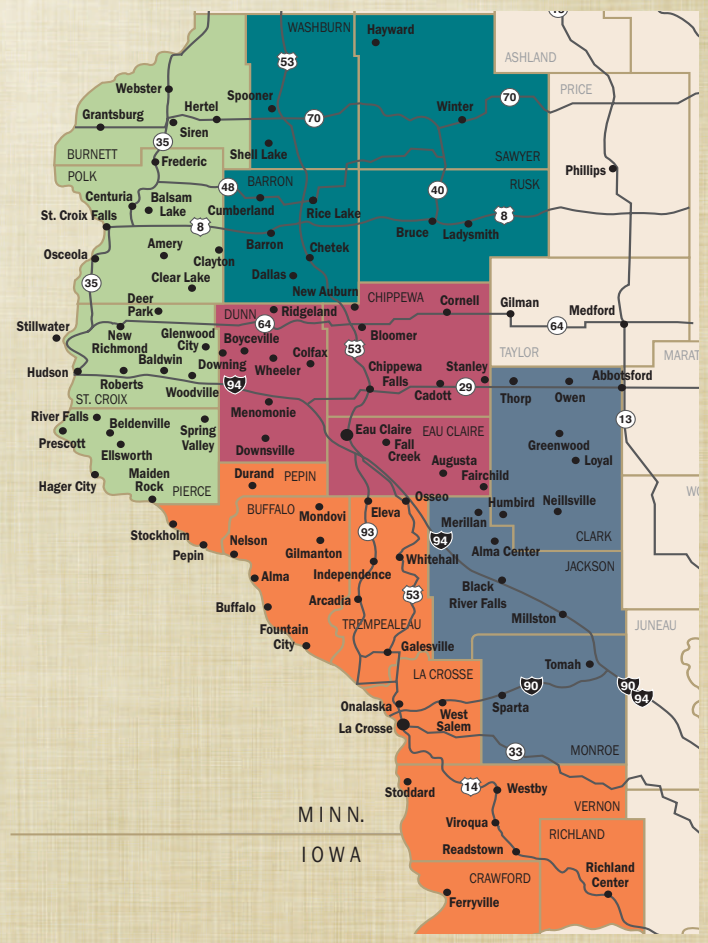 13
WASHBURN
Hayward
53
ASHLAND
PRICE
Webster
Spooner
70
Grantsburg
Hertel
Winter
70
Siren
35
Shell Lake
BURNETT
Frederic
SAWYER
Phillips
POLK
48
BARRON
40
RUSK
Centuria
Balsam
Lake
Cumberland
Rice Lake
St. Croix Falls
8
Bruce
Ladysmith
8
Osceola
Amery
Clayton
Barron
Chetek
Clear Lake
Dallas
35
New Auburn
Deer
Park
DUNN
Ridgeland
CHIPPEWA
Cornell
Gilman
Medford
Stillwater
New
Richmond
Glenwood
City
64
Boyceville
53
Bloomer
64
TAYLOR
MARAT
Baldwin
Downing
Wheeler
Colfax
Chippewa
Falls
Stanley
Abbotsford
Hudson
Roberts
Woodville
94
Cadott
29
Thorp
Owen
ST. CROIX
Menomonie
13
River Falls
Beldenville
Spring
Valley
Eau Claire
EAU CLAIRE
Prescott
Ellsworth
Downsville
Fall
Creek
Greenwood
Loyal
Hager City
Maiden
Rock
PIERCE
Durand
PEPIN
Augusta
Fairchild
WO
BUFFALO
Mondovi
Eleva
Osseo
Humbird
Neillsville
Merillan
Stockholm
93
94
CLARK
Pepin
Nelson
Gilmanton
Whitehall
Alma Center
JACKSON
Alma
Independence
Black
River Falls
Buffalo
Arcadia
53
Millston
Fountain
City
TREMPEALEAU
JUNEAU
Galesville
Tomah
LA CROSSE
90
90
94
Onalaska
West
Salem
Sparta
La Crosse
33
MONROE
Stoddard
14
Westby
VERNON
MINN.
Viroqua
RICHLAND
IOWA
Readstown
Richland
Center
CRAWFORD
Ferryville